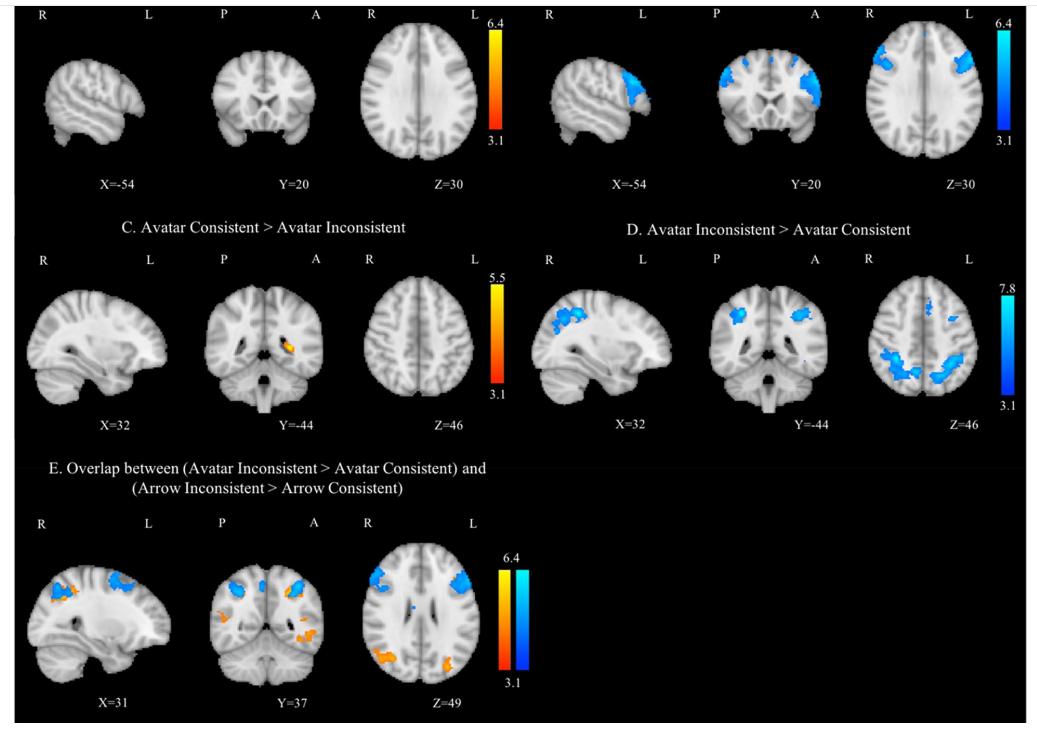 R L P A R L 6.4
3.1
X=-54 Y=20 Z=30
R L P A R L 6.4
3.1
X=-54 Y=20 Z=30
C. Avatar Consistent > Avatar Inconsistent
R L P A R L 5.5
3.1
X=32 Y=-44 Z=46
D. Avatar Inconsistent > Avatar Consistent
R L P A R L 7.8
3.1
X=32 Y=-44 Z=46
E. Overlap between (Avatar Inconsistent > Avatar Consistent) and
(Arrow Inconsistent > Arrow Consistent)
R L P A R L 6.4
3.1
X=31 Y=37 Z=49